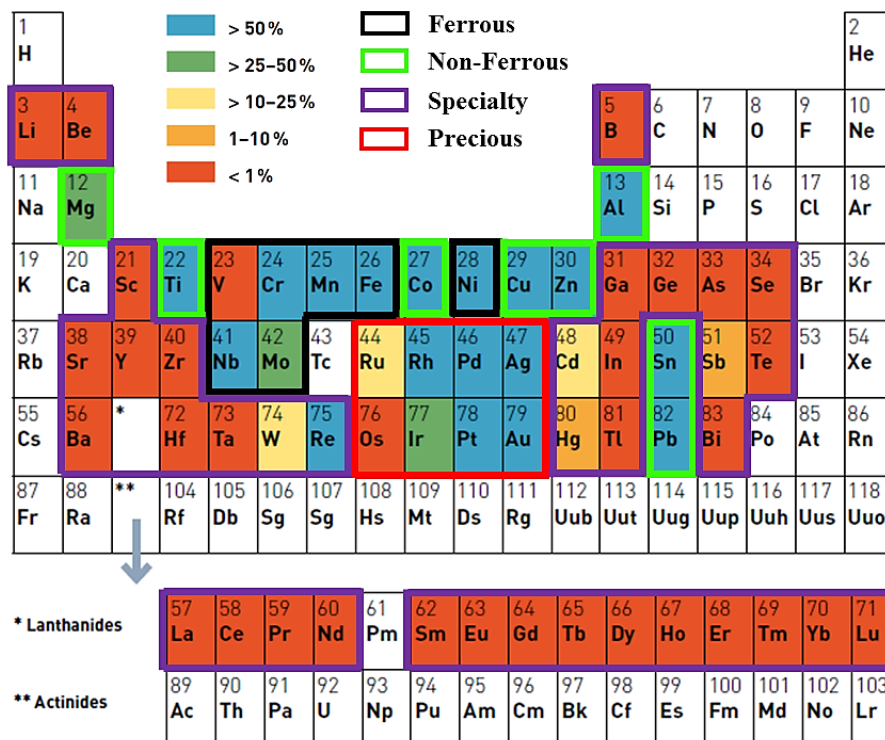 1 2
H He
> 50% Ferrous
> 25–50% Non-Ferrous
> 10–25% Specialty
1–10% Precious
< 1%
3 4 5 6 7 8 9 10
Li Be B C N O F Ne
11 12 13 14 15 16 17 18
Na Mg Al Si P S Cl Ar
19 20 21 22 23 24 25 26 27 28 29 30 31 32 33 34 35 36
K Ca Sc Ti V Cr Mn Fe Co Ni Cu Zn Ga Ge As Se Br Kr
37 38 39 40 41 42 43 44 45 46 47 48 49 50 51 52 53 54
Rb Sr Y Zr Nb Mo Tc Ru Rh Pd Ag Cd In Sn Sb Te I Xe
55 56 * 72 73 74 75 76 77 78 79 80 81 82 83 84 85 86
Cs Ba Hf Ta W Re Os Ir Pt Au Hg Tl Pb Bi Po At Rn
87 88 ** 104 105 106 107 108 109 110 111 112 113 114 115 116 117 118
Fr Ra Rf Db Sg Sg Hs Mt Ds Rg Uub Uut Uug Uup Uuh Uus Uuo
57 58 59 60 61 62 63 64 65 66 67 68 69 70 71
* Lanthanides La Ce Pr Nd Pm Sm Eu Gd Tb Dy Ho Er Tm Yb Lu
89 90 91 92 93 94 95 96 97 98 99 100 101 102 103
** Actinides Ac Th Pa U Np Pu Am Cm Bk Cf Es Fm Md No Lr